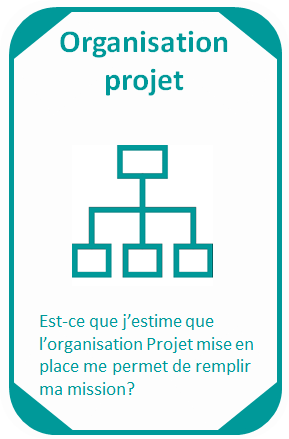 Organisation
projet
Est-ce que j’estime que
l’organisation Projet mise en
place me permet de remplir
ma mission?